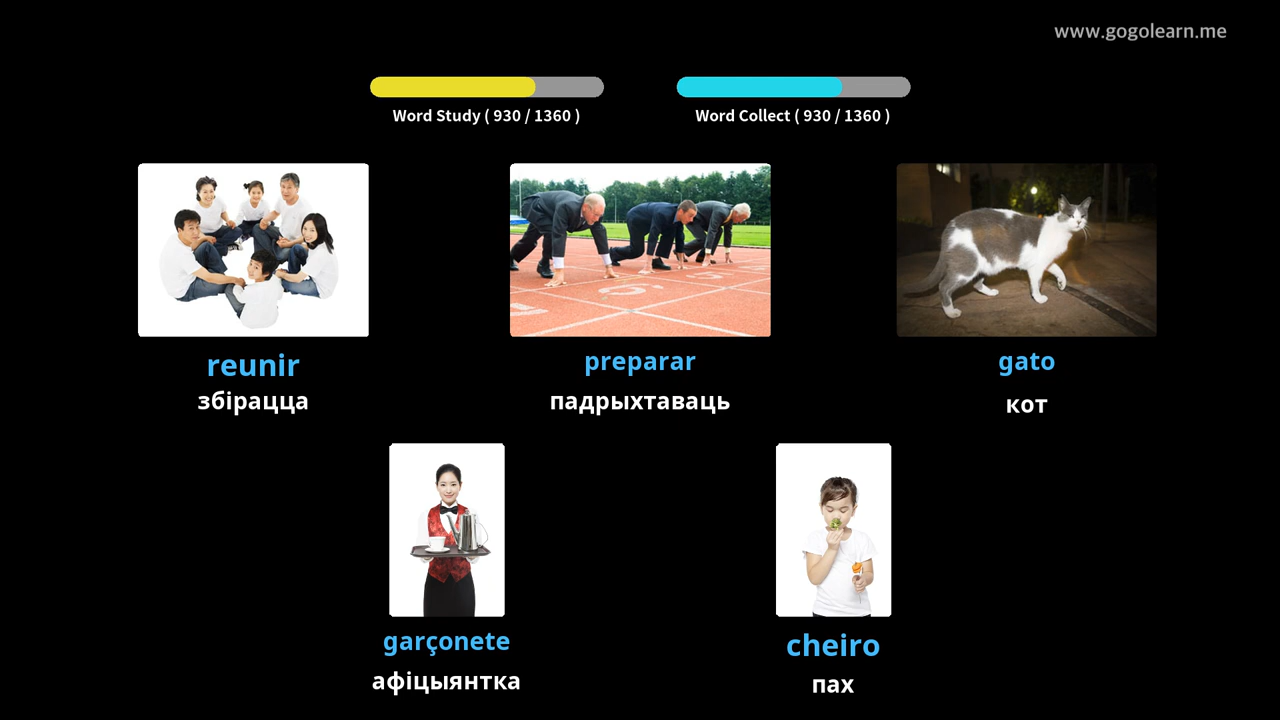 www.gogolearn.me
Word Study ( 930 / 1360 )
Word Collect ( 930 / 1360 )
reunir
збірацца
preparar
падрыхтаваць
gato
кот
garçonete
афіцыянтка
cheiro
пах